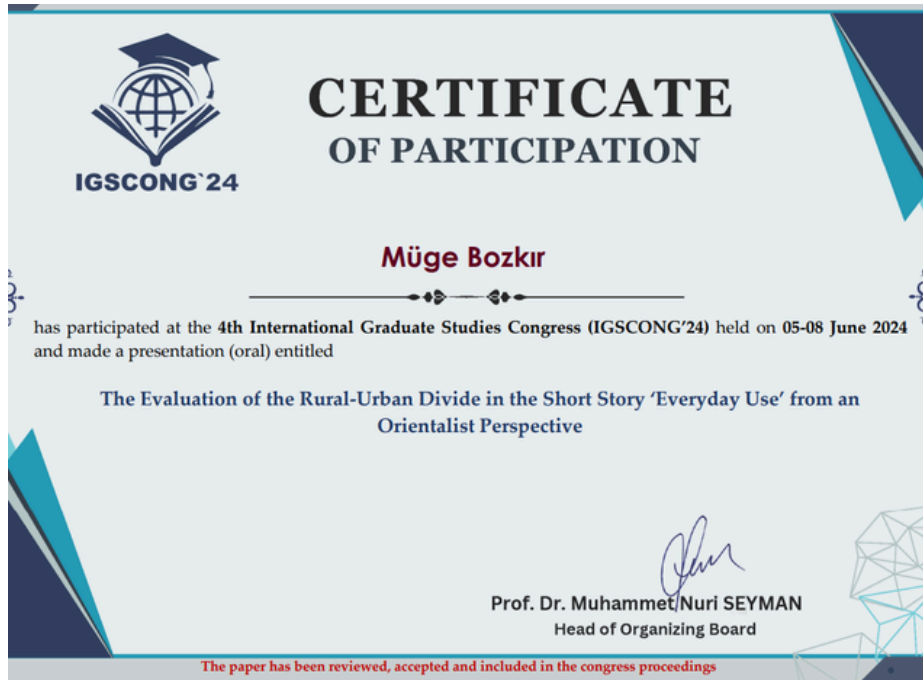 IGSCONG`24
CERTIFICATE
OF PARTICIPATION
Müge Bozkır
has participated at the 4th International Graduate Studies Congress (IGSCONG’24) held on 05-08 June 2024
and made a presentation (oral) entitled
The Evaluation of the Rural-Urban Divide in the Short Story ‘Everyday Use’ from an
Orientalist Perspective
Prof. Dr. Muhammet Nuri SEYMAN
Head of Organizing Board
The paper has been reviewed, accepted and included in the congress proceedings